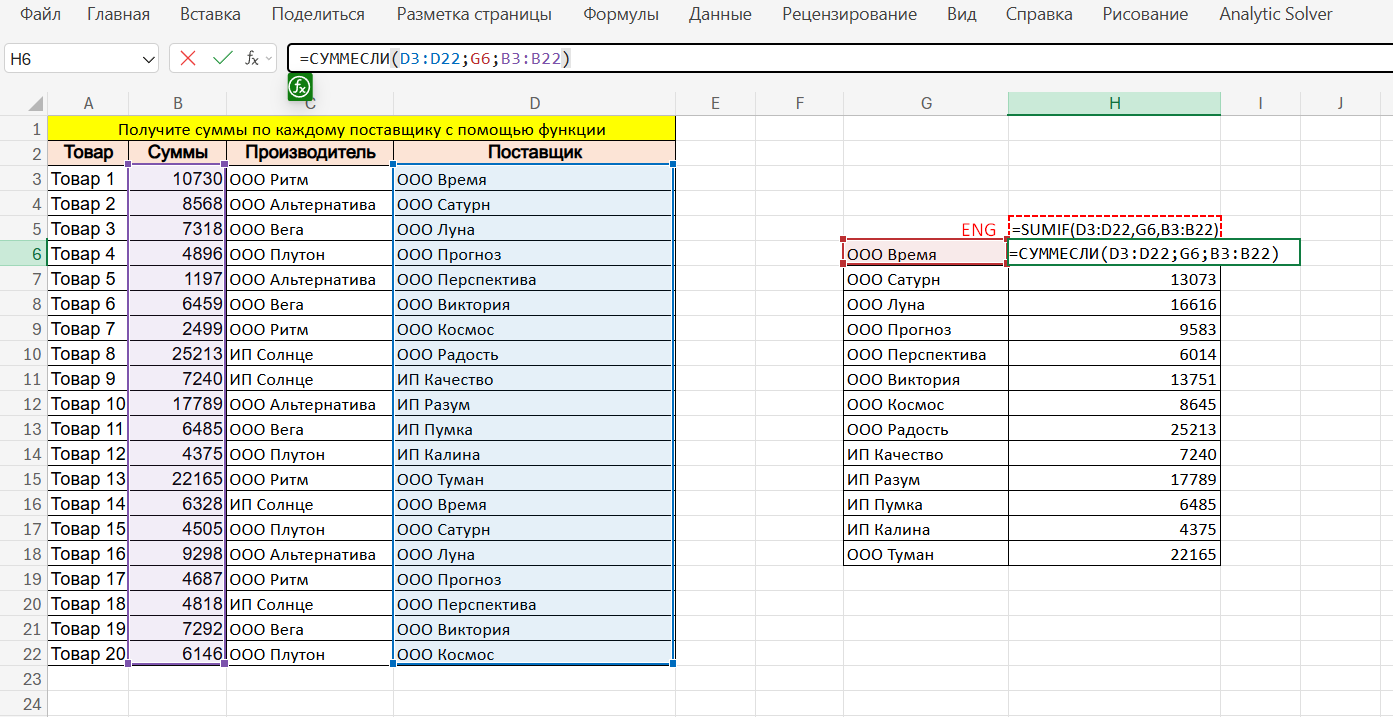 Файл Главная Вставка Поделиться Разметка страницы Формулы Данные Рецензирование Вид Справка Рисование Analytic Solver
H6 fx =СУММЕСЛИ(D3:D22;G6;B3:B22)
fx
A B C D E F G H I J
1 Получите суммы по каждому поставщику с помощью функции
2 Товар Суммы Производитель Поставщик
3 Товар 1 10730 ООО Ритм ООО Время
4 Товар 2 8568 ООО Альтернатива ООО Сатурн
5 Товар 3 7318 ООО Вега ООО Луна ENG =SUMIF(D3:D22,G6,B3:B22)
6 Товар 4 4896 ООО Плутон ООО Прогноз ООО Время =СУММЕСЛИ(D3:D22;G6;B3:B22)
7 Товар 5 1197 ООО Альтернатива ООО Перспектива ООО Сатурн 13073
8 Товар 6 6459 ООО Вега ООО Виктория ООО Луна 16616
9 Товар 7 2499 ООО Ритм ООО Космос ООО Прогноз 9583
10 Товар 8 25213 ИП Солнце ООО Радость ООО Перспектива 6014
11 Товар 9 7240 ИП Солнце ИП Качество ООО Виктория 13751
12 Товар 10 17789 ООО Альтернатива ИП Разум ООО Космос 8645
13 Товар 11 6485 ООО Вега ИП Пумка ООО Радость 25213
14 Товар 12 4375 ООО Плутон ИП Калина ИП Качество 7240
15 Товар 13 22165 ООО Ритм ООО Туман ИП Разум 17789
16 Товар 14 6328 ИП Солнце ООО Время ИП Пумка 6485
17 Товар 15 4505 ООО Плутон ООО Сатурн ИП Калина 4375
18 Товар 16 9298 ООО Альтернатива ООО Луна ООО Туман 22165
19 Товар 17 4687 ООО Ритм ООО Прогноз
20 Товар 18 4818 ИП Солнце ООО Перспектива
21 Товар 19 7292 ООО Вега ООО Виктория
22 Товар 20 6146 ООО Плутон ООО Космос
23
24